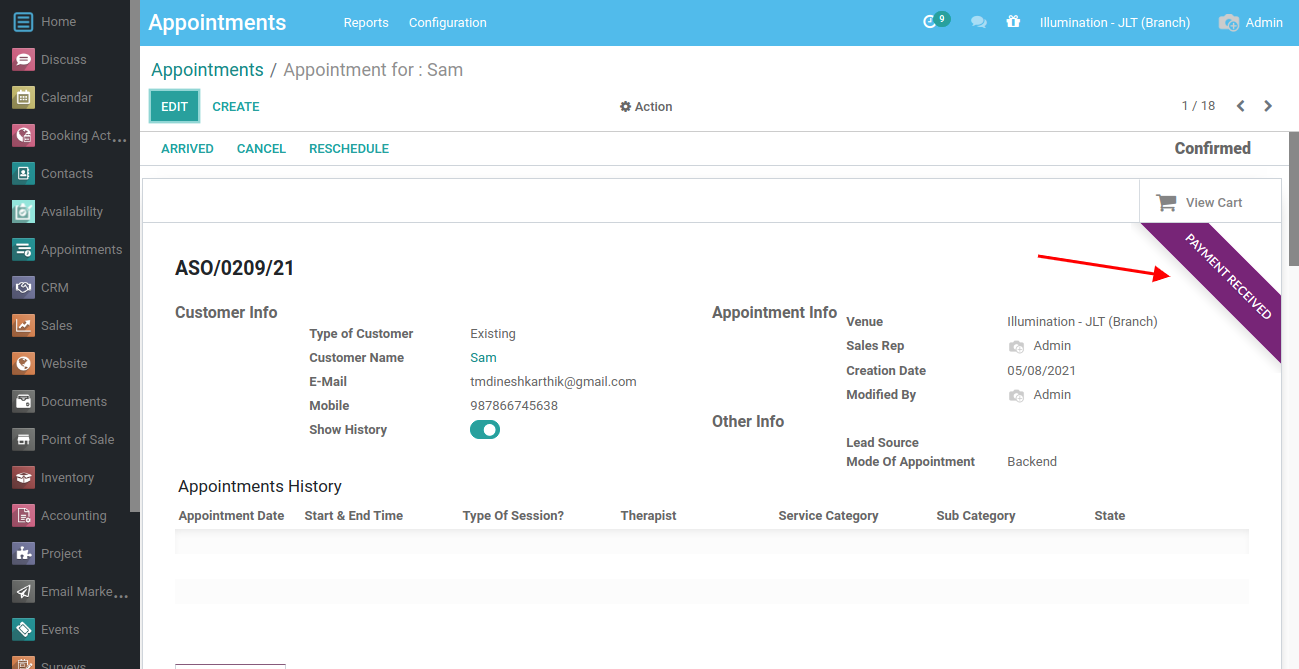 Home
Discuss
Calendar
Booking Act...
Contacts
Availability
Appointments
CRM
Sales
Website
Documents
Point of Sale
Inventory
Accounting
Project
Email Marke...
Events
Surveys
Appointments Reports Configuration 9 Illumination - JLT (Branch) Admin
Appointments / Appointment for : Sam
EDIT CREATE Action 1 / 18
ARRIVED CANCEL RESCHEDULE Confirmed
View Cart
PAYMENT RECEIVED
ASO/0209/21
Customer Info
Type of Customer Existing
Customer Name Sam
E-Mail tmdineshkarthik@gmail.com
Mobile 987866745638
Show History
Appointment Info
Venue Illumination - JLT (Branch)
Sales Rep Admin
Creation Date 05/08/2021
Modified By Admin
Other Info
Lead Source
Mode Of Appointment Backend
Appointments History
Appointment Date Start & End Time Type Of Session? Therapist Service Category Sub Category State